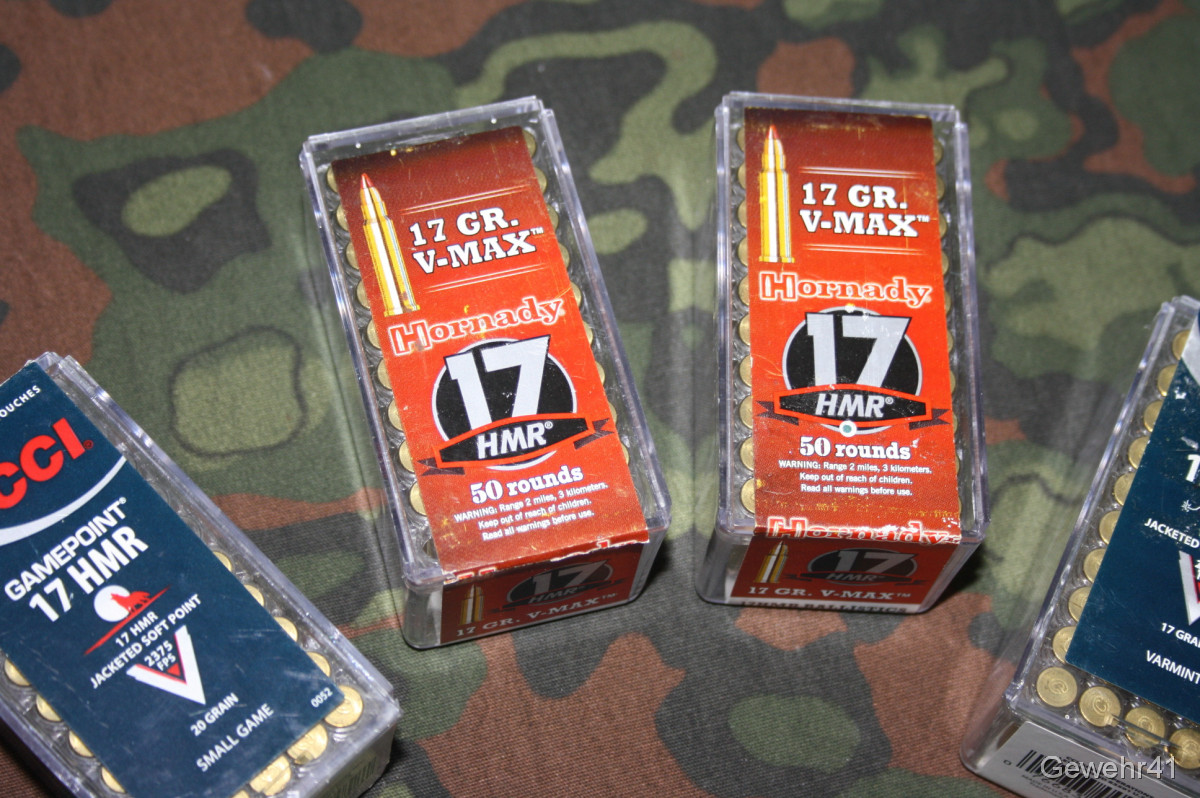 OUCHES
CCI.
GAMEPOINT®
17 HMR
17 HMR
JACKETED SOFT POINT
2375
FPS
20 GRAIN
SMALL GAME
0052
17 GR.
V-MAX™
Hornady
17
HMR®
50 rounds
WARNING: Range 2 miles, 3 kilometers.
Keep out of reach of children.
Read all warnings before use.
17
HMR®
17 GR. V-MAX™
17 GR.
V-MAX™
Hornady
17
HMR®
50 rounds
WARNING: Range 2 miles, 3 kilometers.
Keep out of reach of children.
Read all warnings before use.
Hornady
17
HMR®
17 GR. V-MAX™
JACKETED
17 GRA
VARMINT
Gewehr41